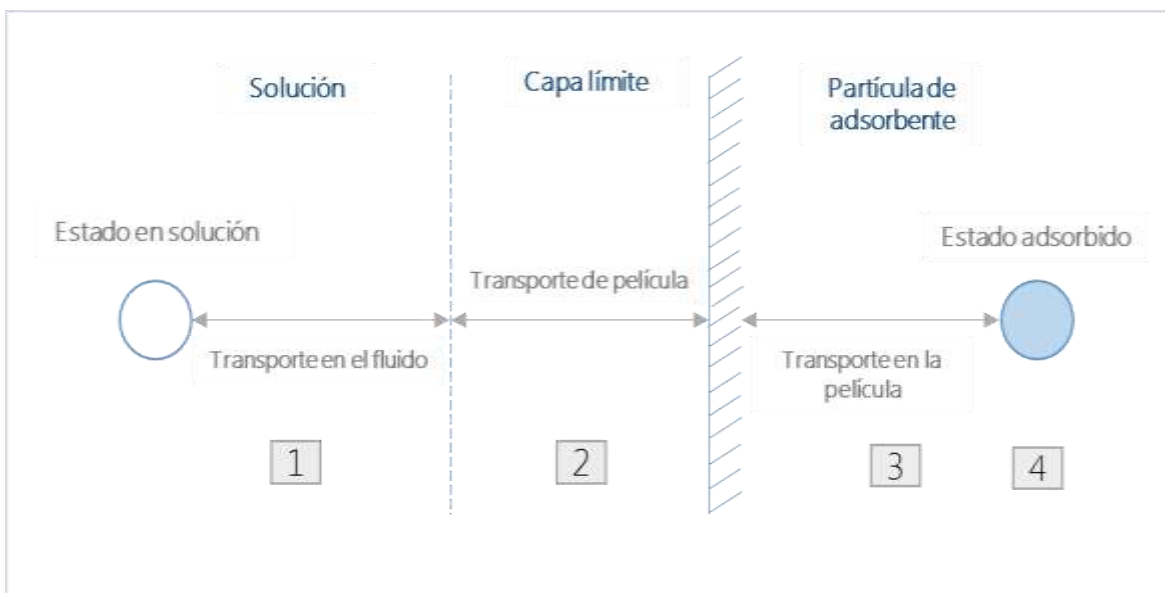 Solución
Capa límite
Partícula de
adsorbente
Estado en solución
Estado adsorbido
Transporte de película
Transporte en el fluido
Transporte en la
película
1
2
3
4